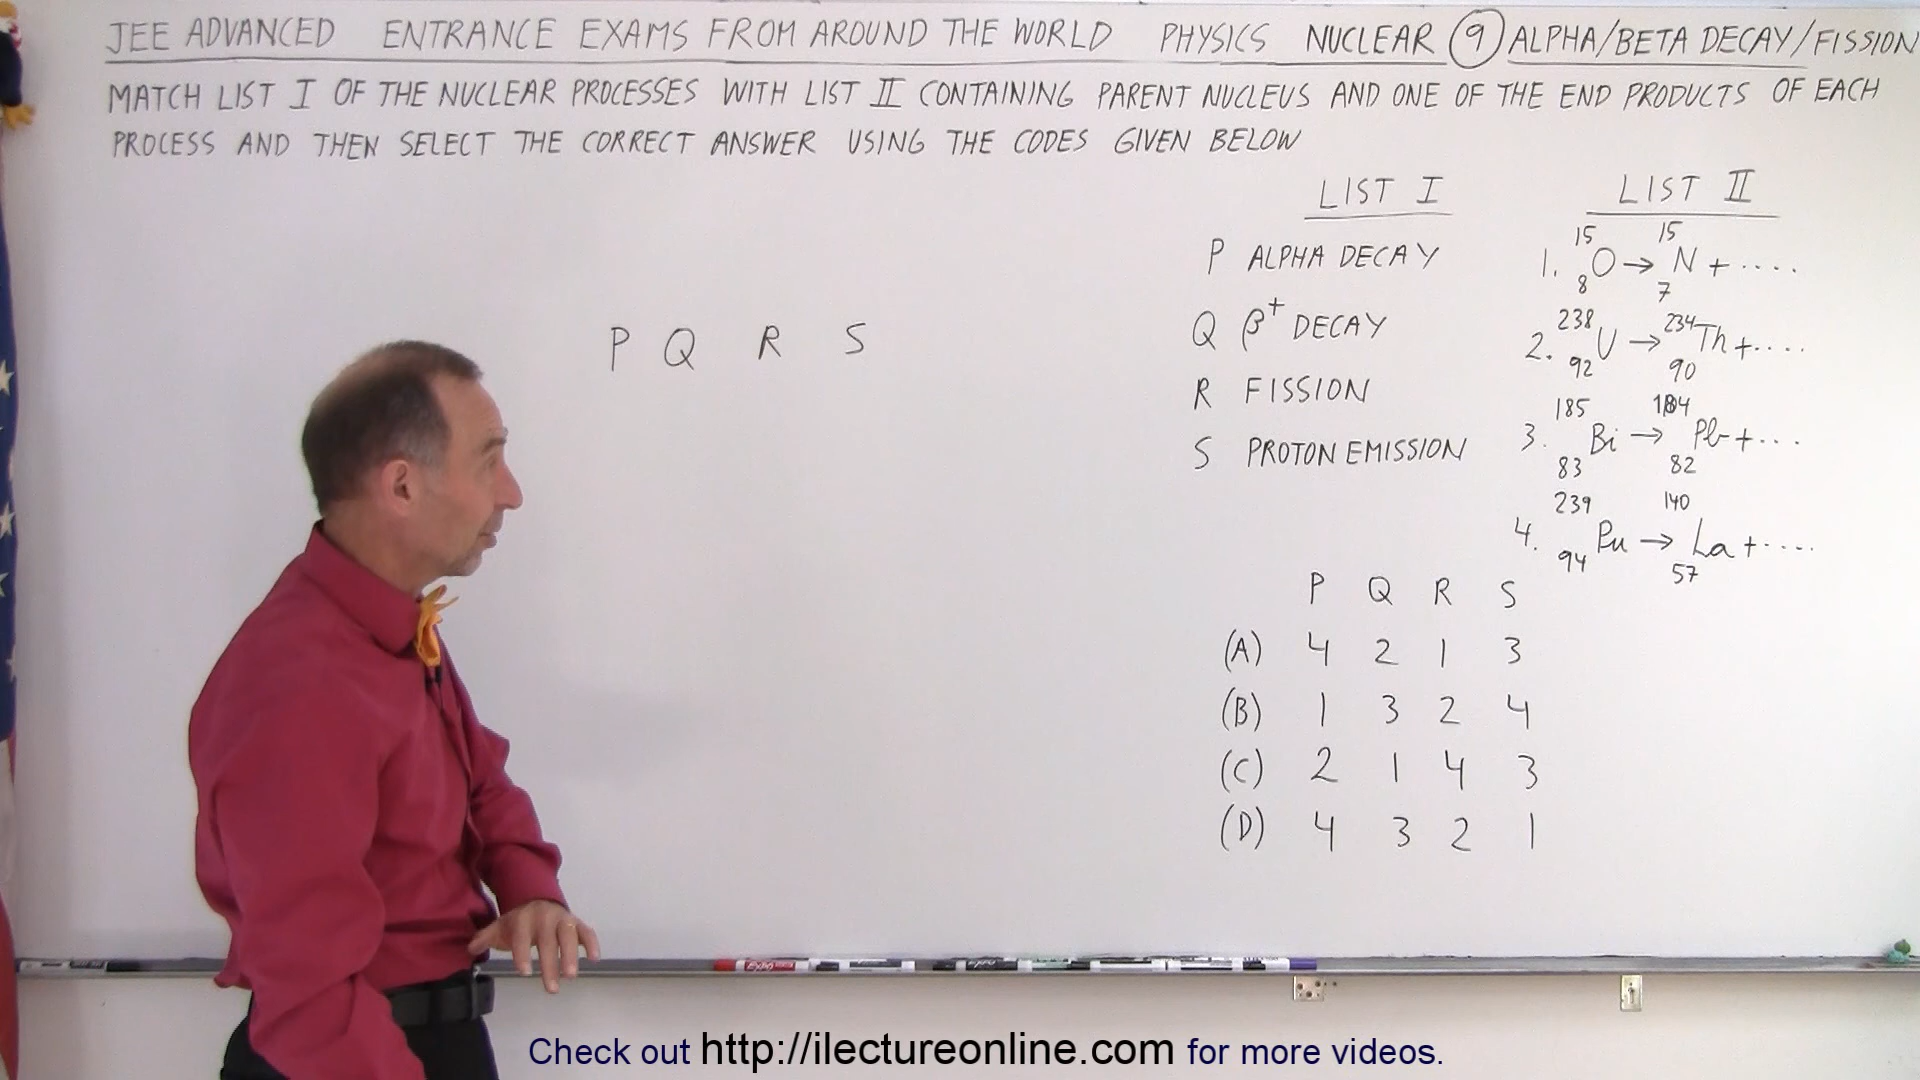 JEE ADVANCED ENTRANCE EXAMS FROM AROUND THE WORLD PHYSICS NUCLEAR 9 ALPHA/BETA DECAY/FISSION
MATCH LIST I OF THE NUCLEAR PROCESSES WITH LIST II CONTAINING PARENT NUCLEUS AND ONE OF THE END PRODUCTS OF EACH
PROCESS AND THEN SELECT THE CORRECT ANSWER USING THE CODES GIVEN BELOW
LIST I LIST II
P ALPHA DECAY 1. ¹⁵₈O → ¹⁵₇N + ....
Q β⁺ DECAY 2. ²³⁸₉₂U → ²³⁴₉₀Th + ....
R FISSION 3. ¹⁸⁵₈₃Bi → ¹⁸⁴₈₂Pb + ...
S PROTON EMISSION 4. ²³⁹₉₄Pu → ¹⁴⁰₅₇La + ....
P Q R S
P Q R S
(A) 4 2 1 3
(B) 1 3 2 4
(C) 2 1 4 3
(D) 4 3 2 1
Check out http://ilectureonline.com for more videos.